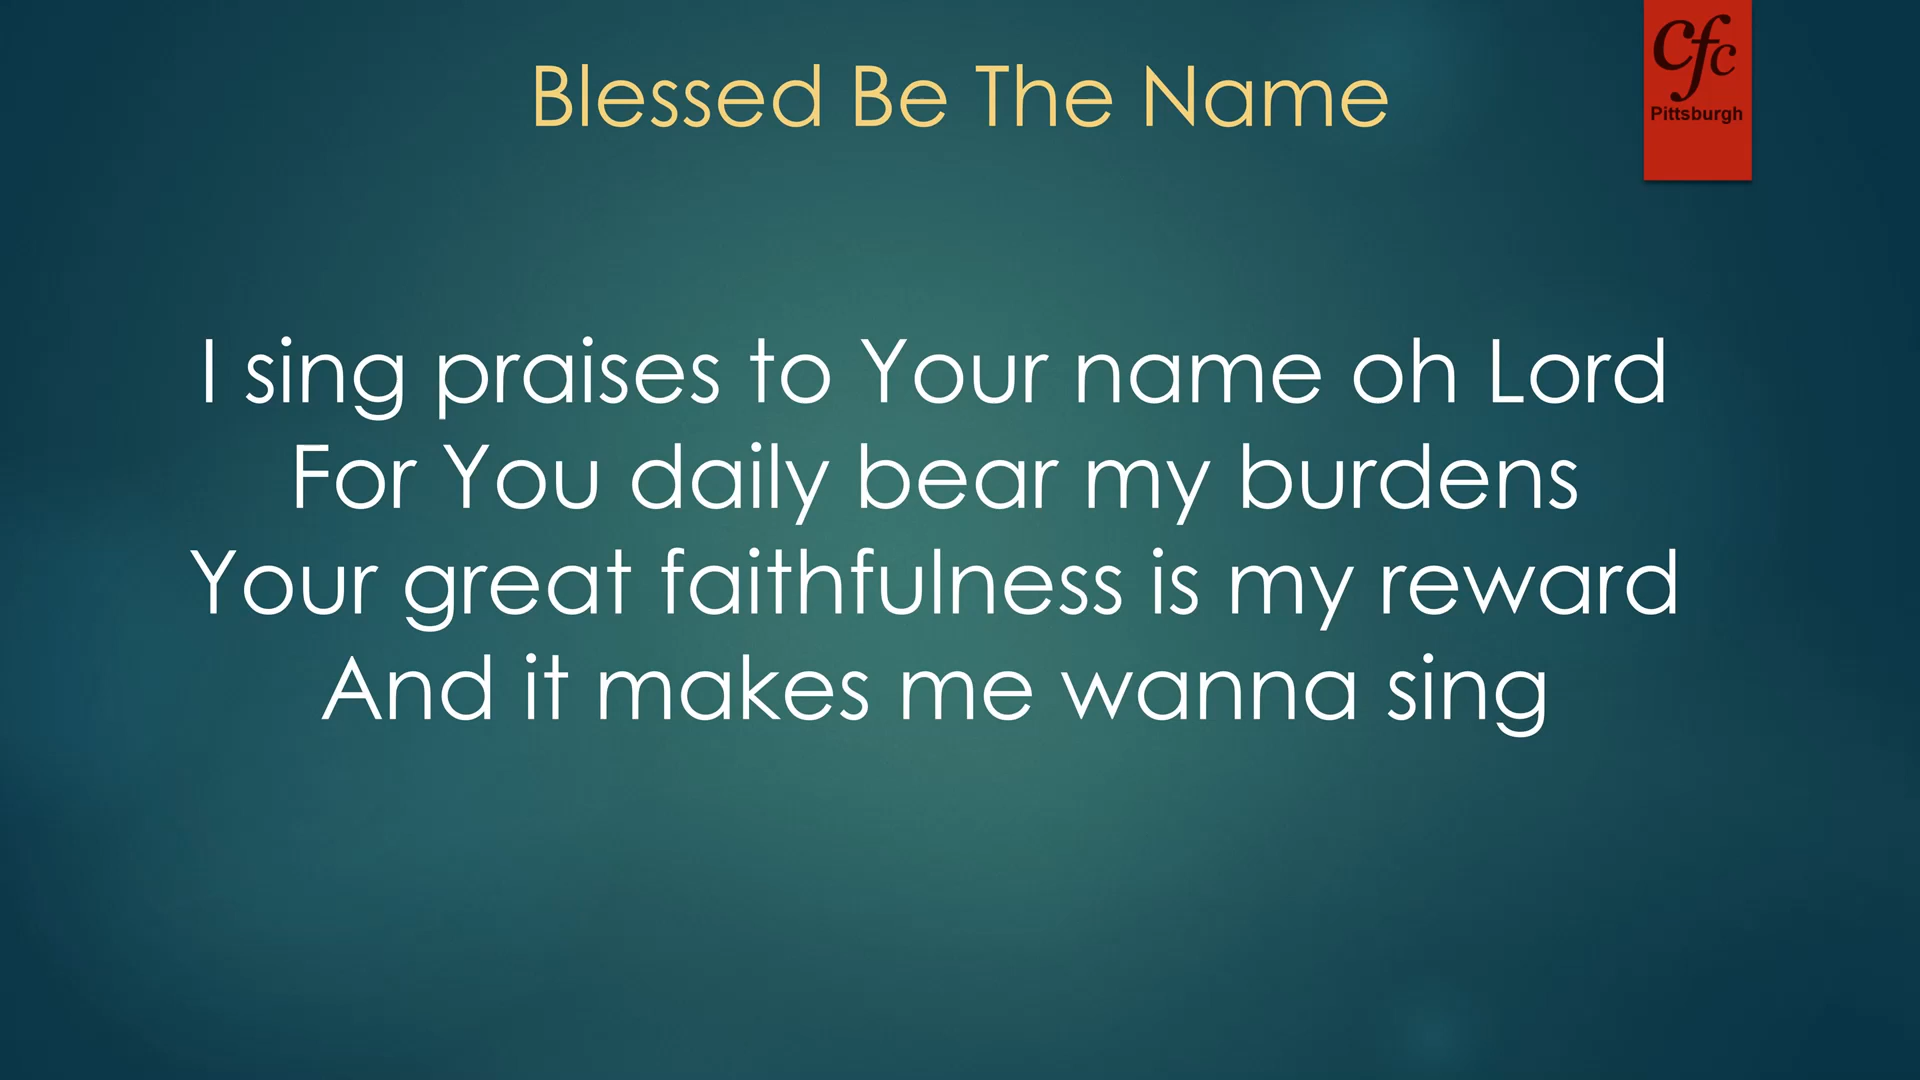 Blessed Be The Name
cfc
Pittsburgh
I sing praises to Your name oh Lord
For You daily bear my burdens
Your great faithfulness is my reward
And it makes me wanna sing